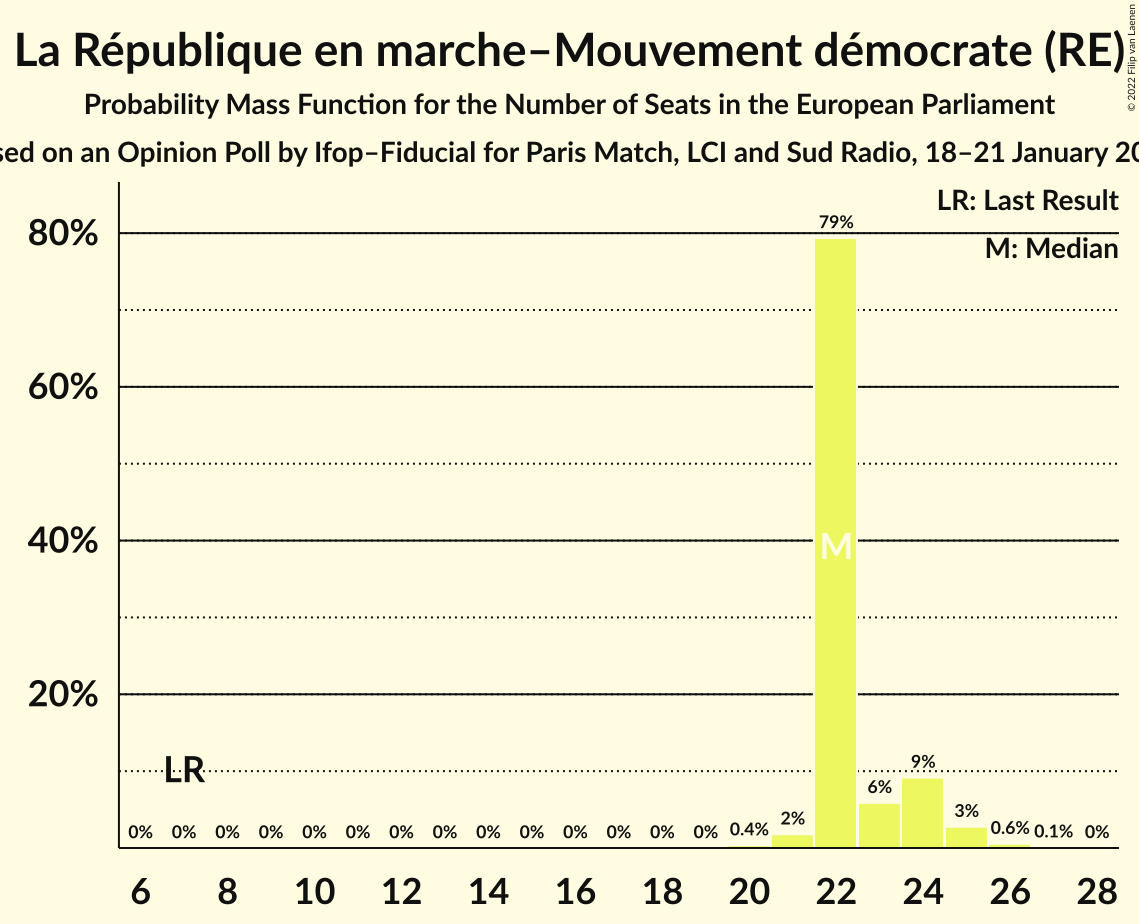 La République en marche–Mouvement démocrate (RE)
© 2022 Filip van Laenen
Probability Mass Function for the Number of Seats in the European Parliament
on an Opinion Poll by Ifop–Fiducial for Paris Match, LCI and Sud Radio, 18–21 January
LR: Last Result
M: Median
80%
60%
40%
20%
79%
M
LR
0% 0% 0% 0% 0% 0% 0% 0% 0% 0% 0% 0% 0% 0% 0.4% 2% 6% 9% 3% 0.6% 0.1% 0%
6 8 10 12 14 16 18 20 22 24 26 28